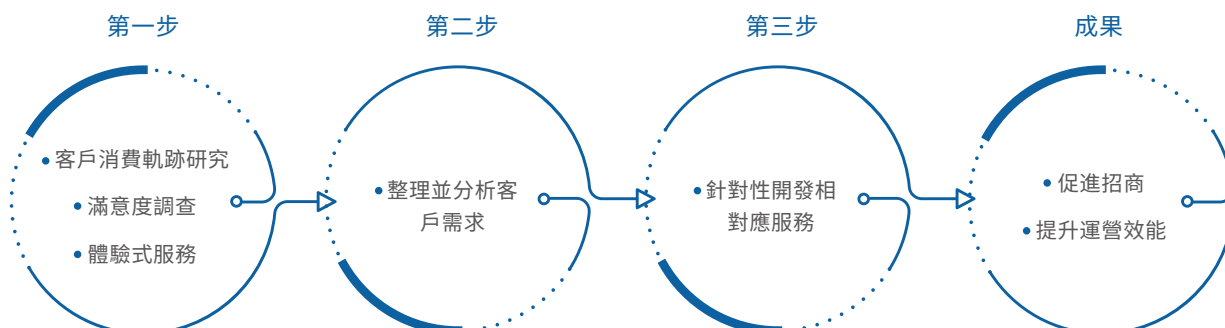 第一步
第二步
第三步
成果
客戶消費軌跡研究
滿意度調查
體驗式服務
整理並分析客
戶需求
針對性開發相
對應服務
促進招商
提升運營效能